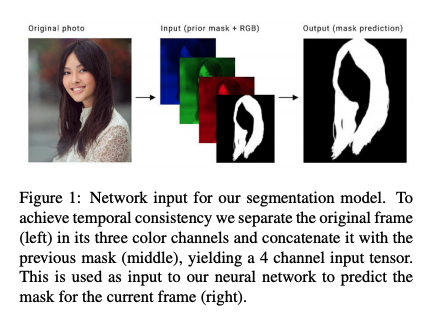 Original photo
Input (prior mask + RGB)
Output (mask prediction)
Figure 1: Network input for our segmentation model. To
achieve temporal consistency we separate the original frame
(left) in its three color channels and concatenate it with the
previous mask (middle), yielding a 4 channel input tensor.
This is used as input to our neural network to predict the
mask for the current frame (right).